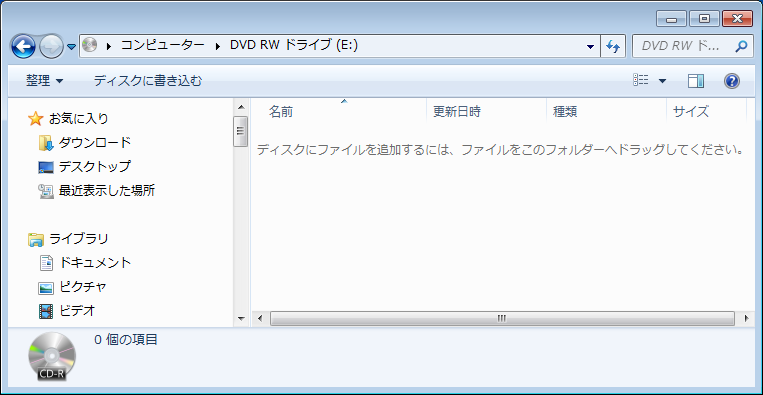 コンピューター DVD RW ドライブ (E:) DVD RW ド...
整理 ディスクに書き込む
お気に入り
ダウンロード
デスクトップ
最近表示した場所
ライブラリ
ドキュメント
ピクチャ
ビデオ
名前 更新日時 種類 サイズ
ディスクにファイルを追加するには、ファイルをこのフォルダーへドラッグしてください。
0 個の項目
CD-R